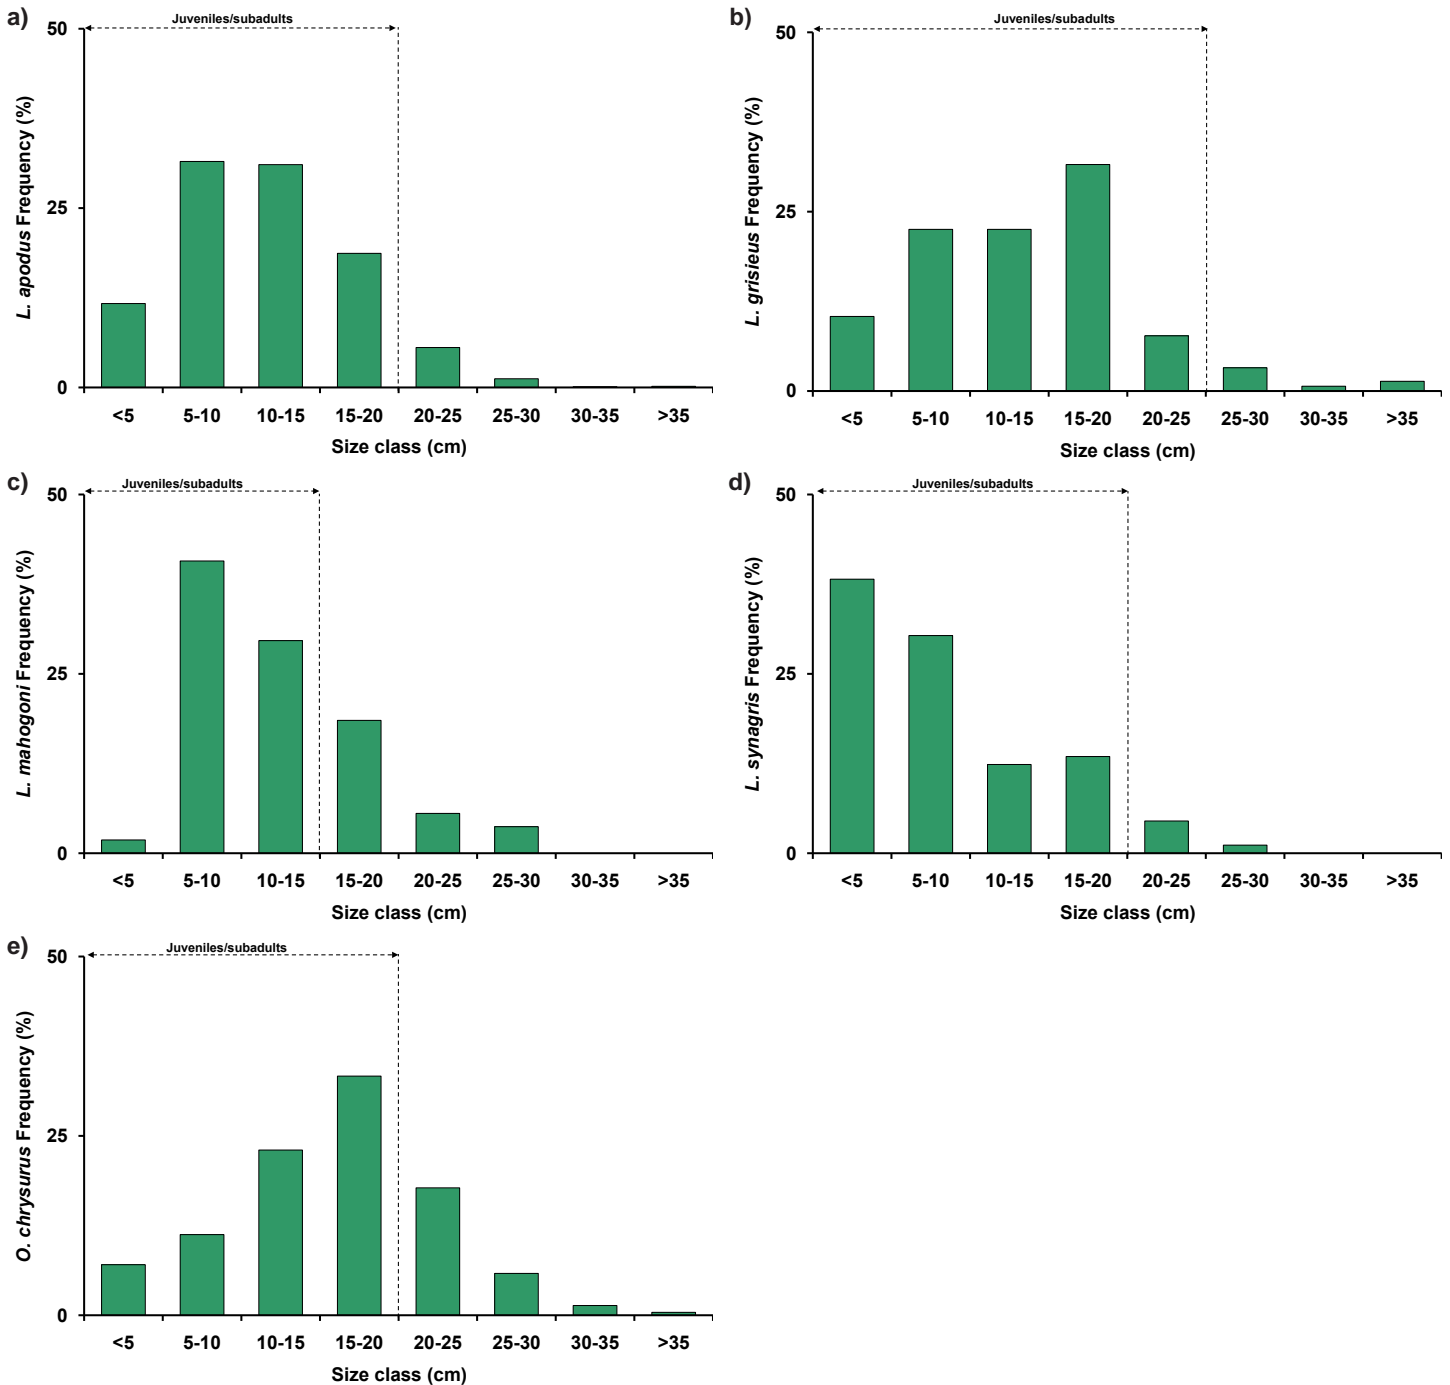 a)
Juveniles/subadults
50
25
0
L. apodus Frequency (%)
<5 5-10 10-15 15-20 20-25 25-30 30-35 >35
Size class (cm)
b)
Juveniles/subadults
50
25
0
L. grisieus Frequency (%)
<5 5-10 10-15 15-20 20-25 25-30 30-35 >35
Size class (cm)
c)
Juveniles/subadults
50
25
0
L. mahogoni Frequency (%)
<5 5-10 10-15 15-20 20-25 25-30 30-35 >35
Size class (cm)
d)
Juveniles/subadults
50
25
0
L. synagris Frequency (%)
<5 5-10 10-15 15-20 20-25 25-30 30-35 >35
Size class (cm)
e)
Juveniles/subadults
50
25
0
O. chrysurus Frequency (%)
<5 5-10 10-15 15-20 20-25 25-30 30-35 >35
Size class (cm)